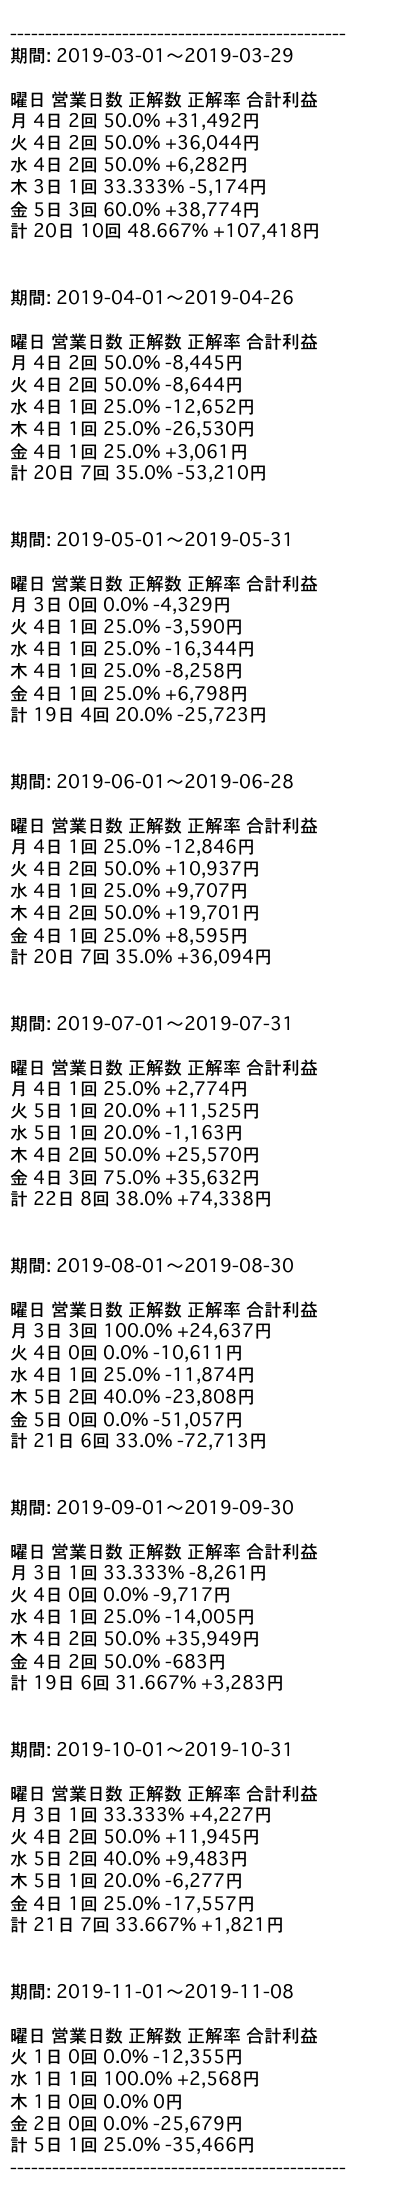 ------------------------------------------------
期間: 2019-03-01〜2019-03-29
曜日 営業日数 正解数 正解率 合計利益
月 4日 2回 50.0% +31,492円
火 4日 2回 50.0% +36,044円
水 4日 2回 50.0% +6,282円
木 3日 1回 33.333% -5,174円
金 5日 3回 60.0% +38,774円
計 20日 10回 48.667% +107,418円
期間: 2019-04-01〜2019-04-26
曜日 営業日数 正解数 正解率 合計利益
月 4日 2回 50.0% -8,445円
火 4日 2回 50.0% -8,644円
水 4日 1回 25.0% -12,652円
木 4日 1回 25.0% -26,530円
金 4日 1回 25.0% +3,061円
計 20日 7回 35.0% -53,210円
期間: 2019-05-01〜2019-05-31
曜日 営業日数 正解数 正解率 合計利益
月 3日 0回 0.0% -4,329円
火 4日 1回 25.0% -3,590円
水 4日 1回 25.0% -16,344円
木 4日 1回 25.0% -8,258円
金 4日 1回 25.0% +6,798円
計 19日 4回 20.0% -25,723円
期間: 2019-06-01〜2019-06-28
曜日 営業日数 正解数 正解率 合計利益
月 4日 1回 25.0% -12,846円
火 4日 2回 50.0% +10,937円
水 4日 1回 25.0% +9,707円
木 4日 2回 50.0% +19,701円
金 4日 1回 25.0% +8,595円
計 20日 7回 35.0% +36,094円
期間: 2019-07-01〜2019-07-31
曜日 営業日数 正解数 正解率 合計利益
月 4日 1回 25.0% +2,774円
火 5日 1回 20.0% +11,525円
水 5日 1回 20.0% -1,163円
木 4日 2回 50.0% +25,570円
金 4日 3回 75.0% +35,632円
計 22日 8回 38.0% +74,338円
期間: 2019-08-01〜2019-08-30
曜日 営業日数 正解数 正解率 合計利益
月 3日 3回 100.0% +24,637円
火 4日 0回 0.0% -10,611円
水 4日 1回 25.0% -11,874円
木 5日 2回 40.0% -23,808円
金 5日 0回 0.0% -51,057円
計 21日 6回 33.0% -72,713円
期間: 2019-09-01〜2019-09-30
曜日 営業日数 正解数 正解率 合計利益
月 3日 1回 33.333% -8,261円
火 4日 0回 0.0% -9,717円
水 4日 1回 25.0% -14,005円
木 4日 2回 50.0% +35,949円
金 4日 2回 50.0% -683円
計 19日 6回 31.667% +3,283円
期間: 2019-10-01〜2019-10-31
曜日 営業日数 正解数 正解率 合計利益
月 3日 1回 33.333% +4,227円
火 4日 2回 50.0% +11,945円
水 5日 2回 40.0% +9,483円
木 5日 1回 20.0% -6,277円
金 4日 1回 25.0% -17,557円
計 21日 7回 33.667% +1,821円
期間: 2019-11-01〜2019-11-08
曜日 営業日数 正解数 正解率 合計利益
火 1日 0回 0.0% -12,355円
水 1日 1回 100.0% +2,568円
木 1日 0回 0.0% 0円
金 2日 0回 0.0% -25,679円
計 5日 1回 25.0% -35,466円
------------------------------------------------